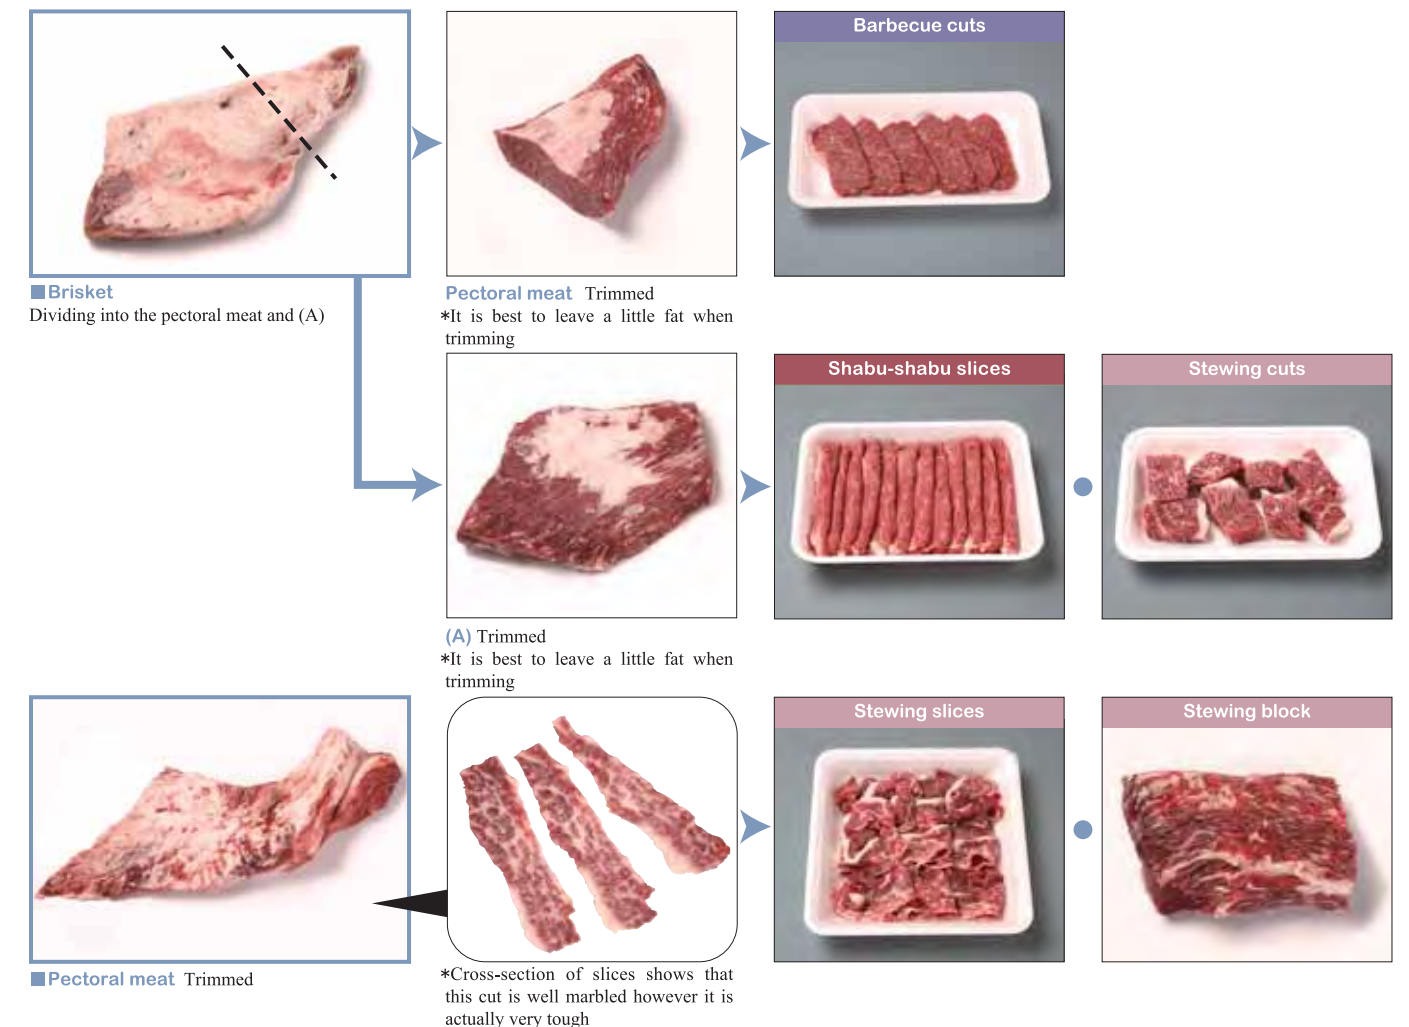 Barbecue cuts
■Brisket
Dividing into the pectoral meat and (A)
Pectoral meat Trimmed
*It is best to leave a little fat when
trimming
Shabu-shabu slices
Stewing cuts
(A) Trimmed
*It is best to leave a little fat when
trimming
Stewing slices
Stewing block
■Pectoral meat Trimmed
*Cross-section of slices shows that
this cut is well marbled however it is
actually very tough